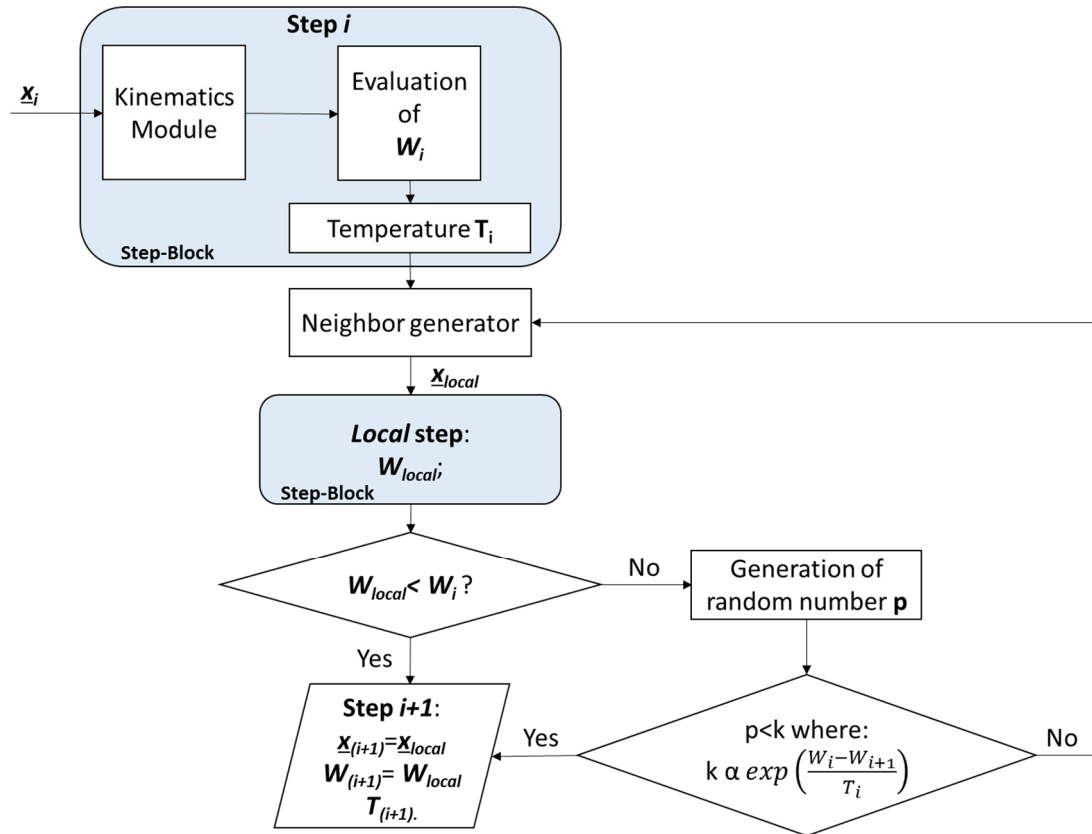 Step i
x_i
Kinematics
Module
Evaluation
of
W_i
Temperature T_i
Step-Block
Neighbor generator
x_local
Local step:
W_local;
Step-Block
W_local< W_i ?
No
Generation of
random number p
Yes
Step i+1:
x_(i+1)=x_local
W_(i+1)= W_local
T_(i+1).
Yes
p<k where:
k α exp ((W_i−W_{i+1})/T_i)
No